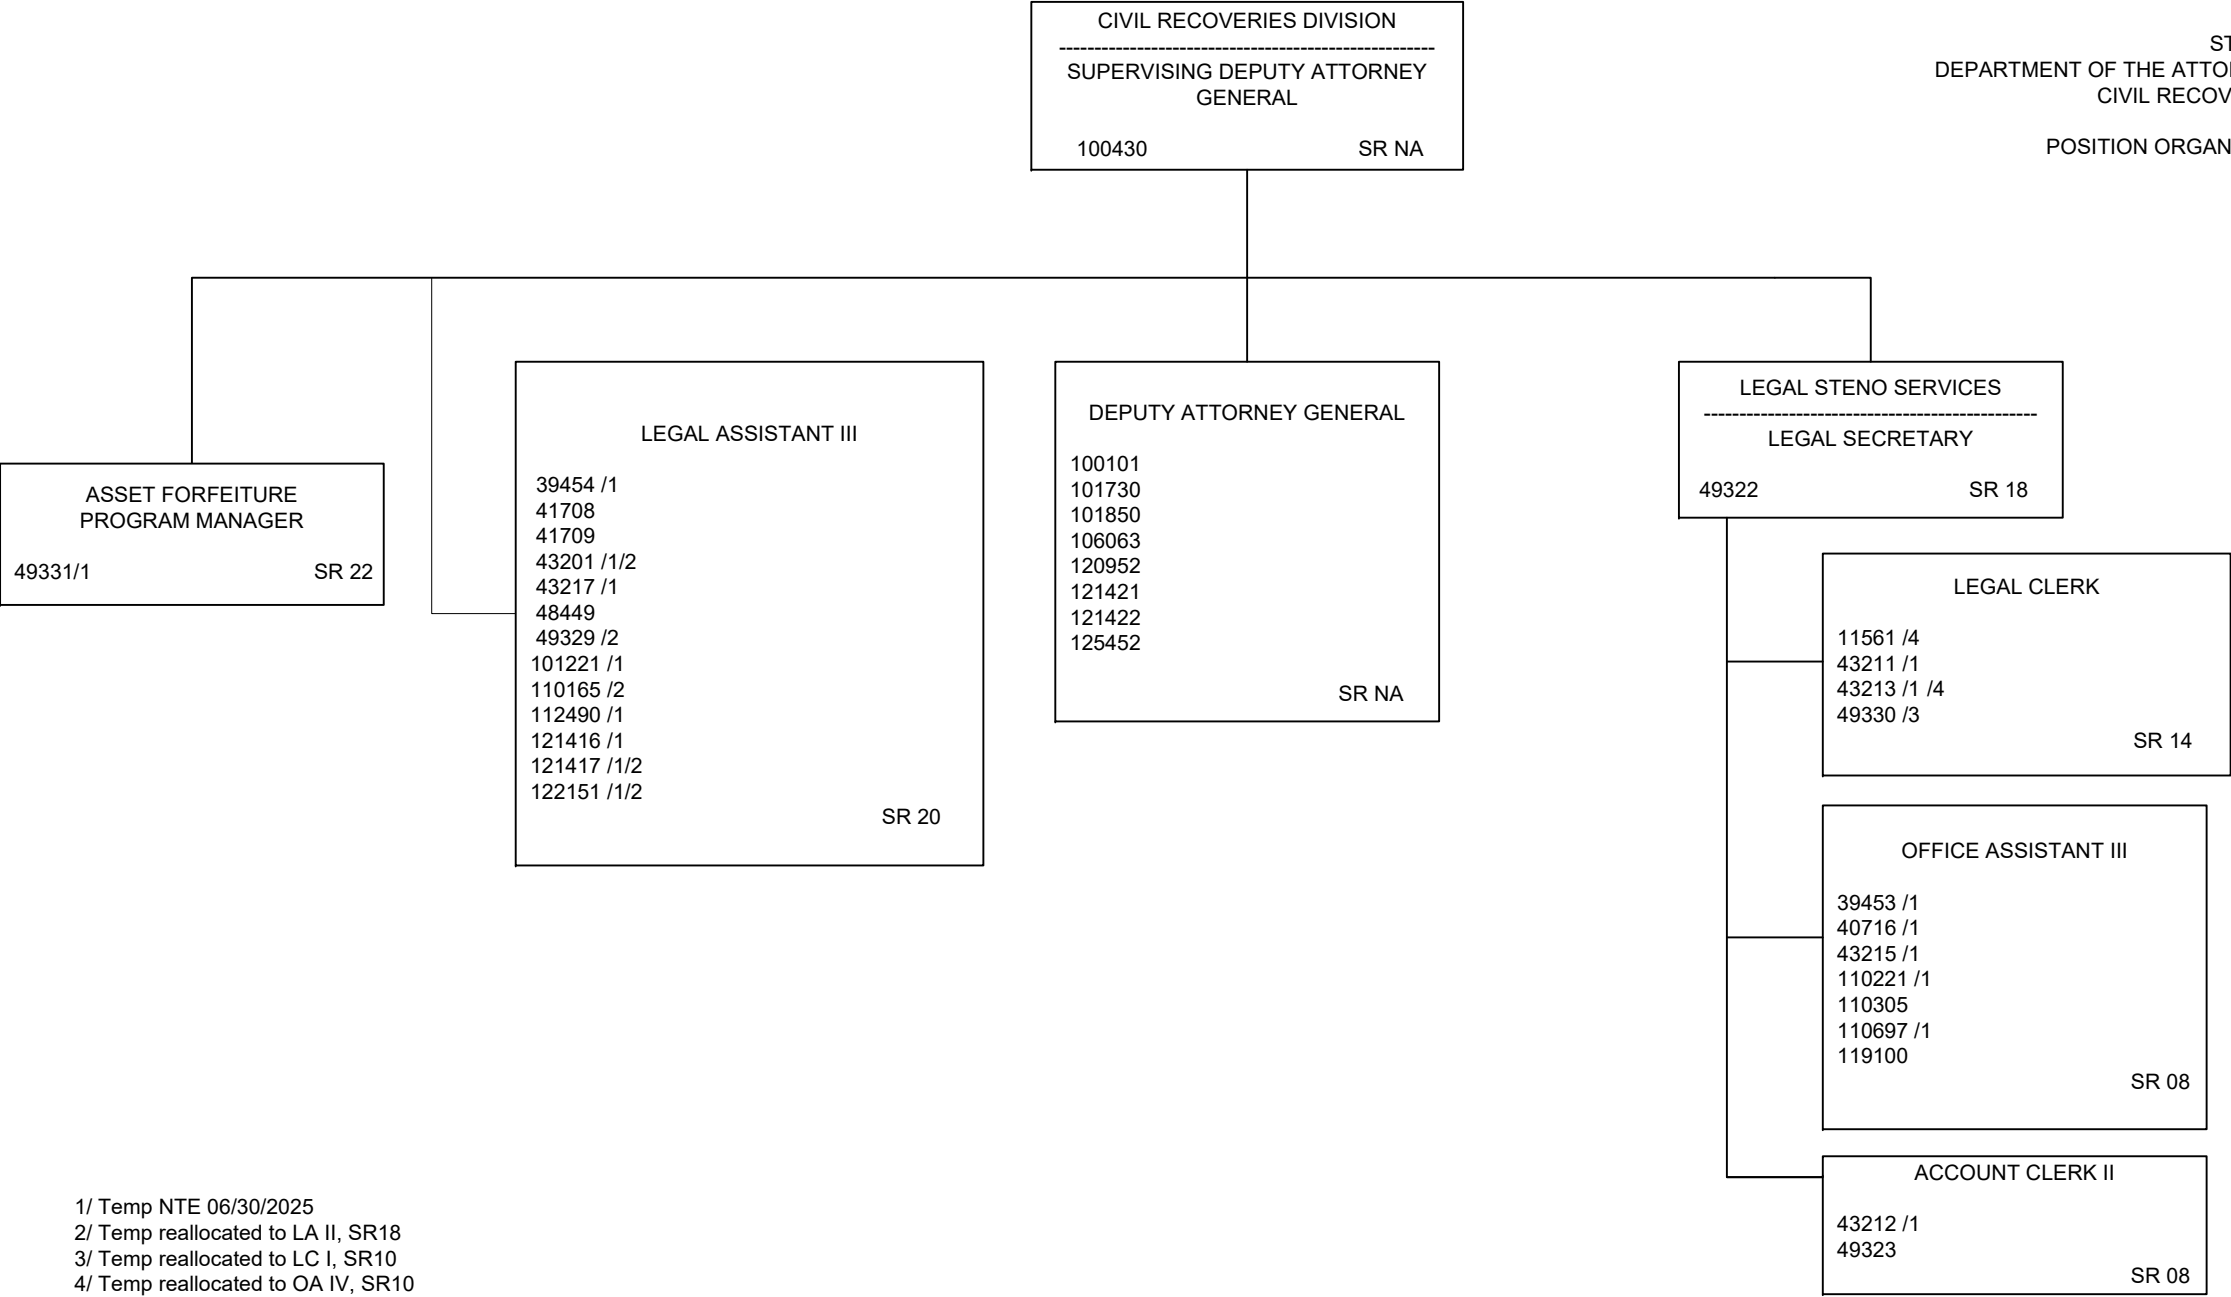 CIVIL RECOVERIES DIVISION
-----------------------------------------------------
SUPERVISING DEPUTY ATTORNEY
GENERAL
100430 SR NA
DEPARTMENT OF THE
CIVIL
POSITION
ASSET FORFEITURE
PROGRAM MANAGER
49331/1 SR 22
LEGAL ASSISTANT III
39454 /1
41708
41709
43201 /1/2
43217 /1
48449
49329 /2
101221 /1
110165 /2
112490 /1
121416 /1
121417 /1/2
122151 /1/2
SR 20
DEPUTY ATTORNEY GENERAL
100101
101730
101850
106063
120952
121421
121422
125452
SR NA
LEGAL STENO SERVICES
-----------------------------------------------
LEGAL SECRETARY
49322 SR 18
LEGAL CLERK
11561 /4
43211 /1
43213 /1 /4
49330 /3
SR 14
OFFICE ASSISTANT III
39453 /1
40716 /1
43215 /1
110221 /1
110305
110697 /1
119100
SR 08
ACCOUNT CLERK II
43212 /1
49323
SR 08
1/ Temp NTE 06/30/2025
2/ Temp reallocated to LA II, SR18
3/ Temp reallocated to LC I, SR10
4/ Temp reallocated to OA IV, SR10